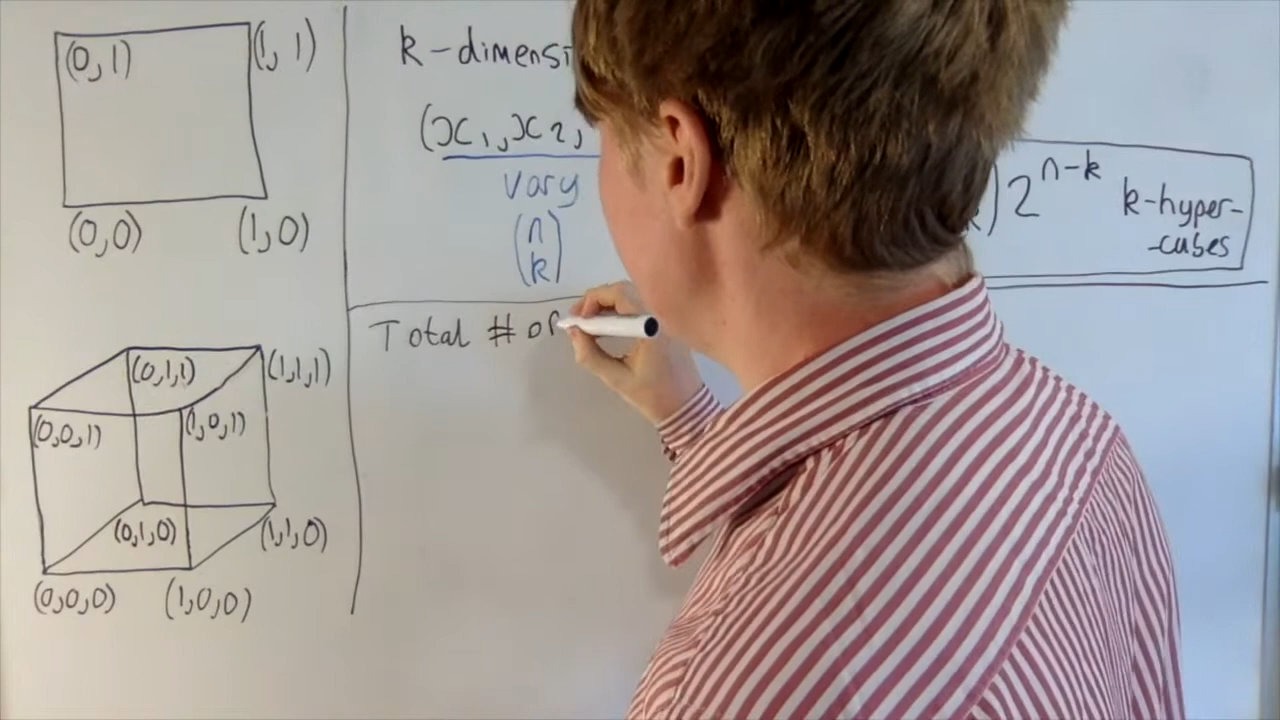 (0,1) (1,1)
(0,0) (1,0)
(0,1,1) (1,1,1)
(0,0,1) (1,0,1)
(0,1,0) (1,1,0)
(0,0,0) (1,0,0)
k-dimensi
(x₁,x₂,
vary
(n
k)
) 2^{n-k} k-hyper-
-cubes
Total # of